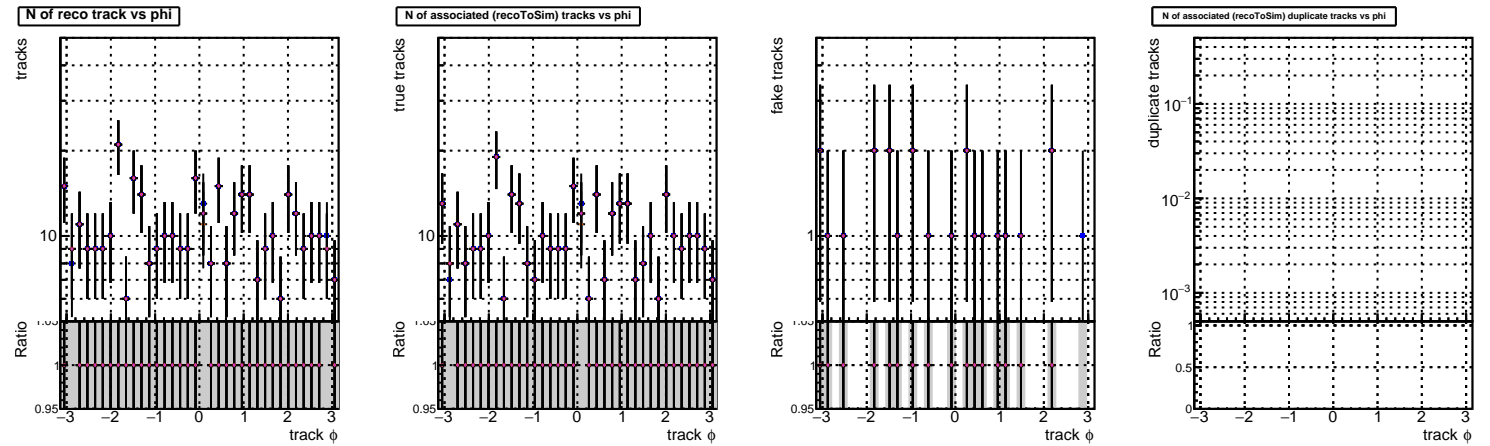 N of reco track vs phi
tracks
10
Ratio
1
0.95
−3 −2 −1 0 1 2 3
track ϕ
N of associated (recoToSim) tracks vs phi
true tracks
10
Ratio
1
0.95
−3 −2 −1 0 1 2 3
track ϕ
fake tracks
1
Ratio
1
0.95
−3 −2 −1 0 1 2 3
track ϕ
N of associated (recoToSim) duplicate tracks vs phi
duplicate tracks
10−1
10−2
10−3
Ratio
1
0.5
0
−3 −2 −1 0 1 2 3
track ϕ